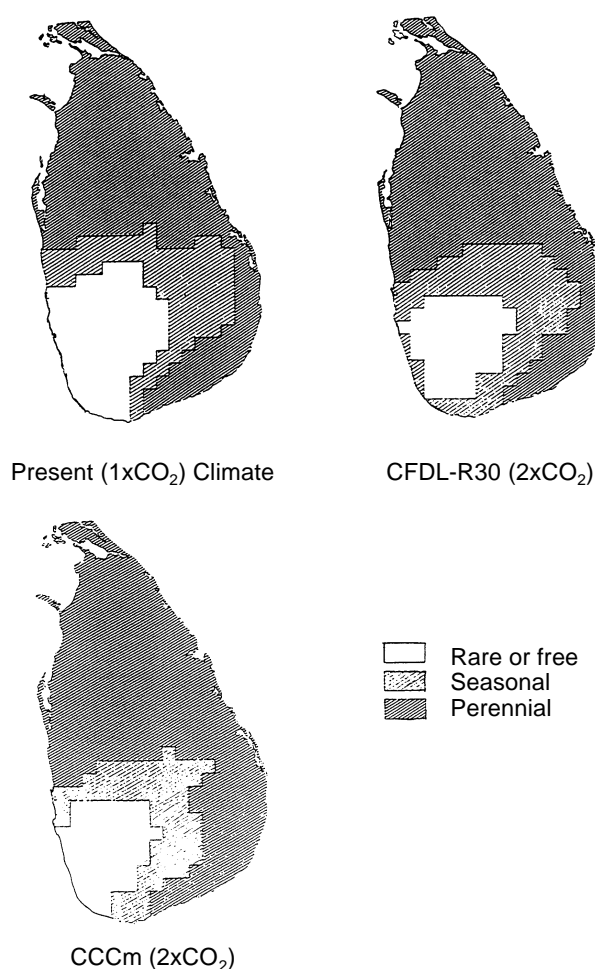 Present (1xCO₂) Climate
CFDL-R30 (2xCO₂)
Rare or free
Seasonal
Perennial
CCCm (2xCO₂)